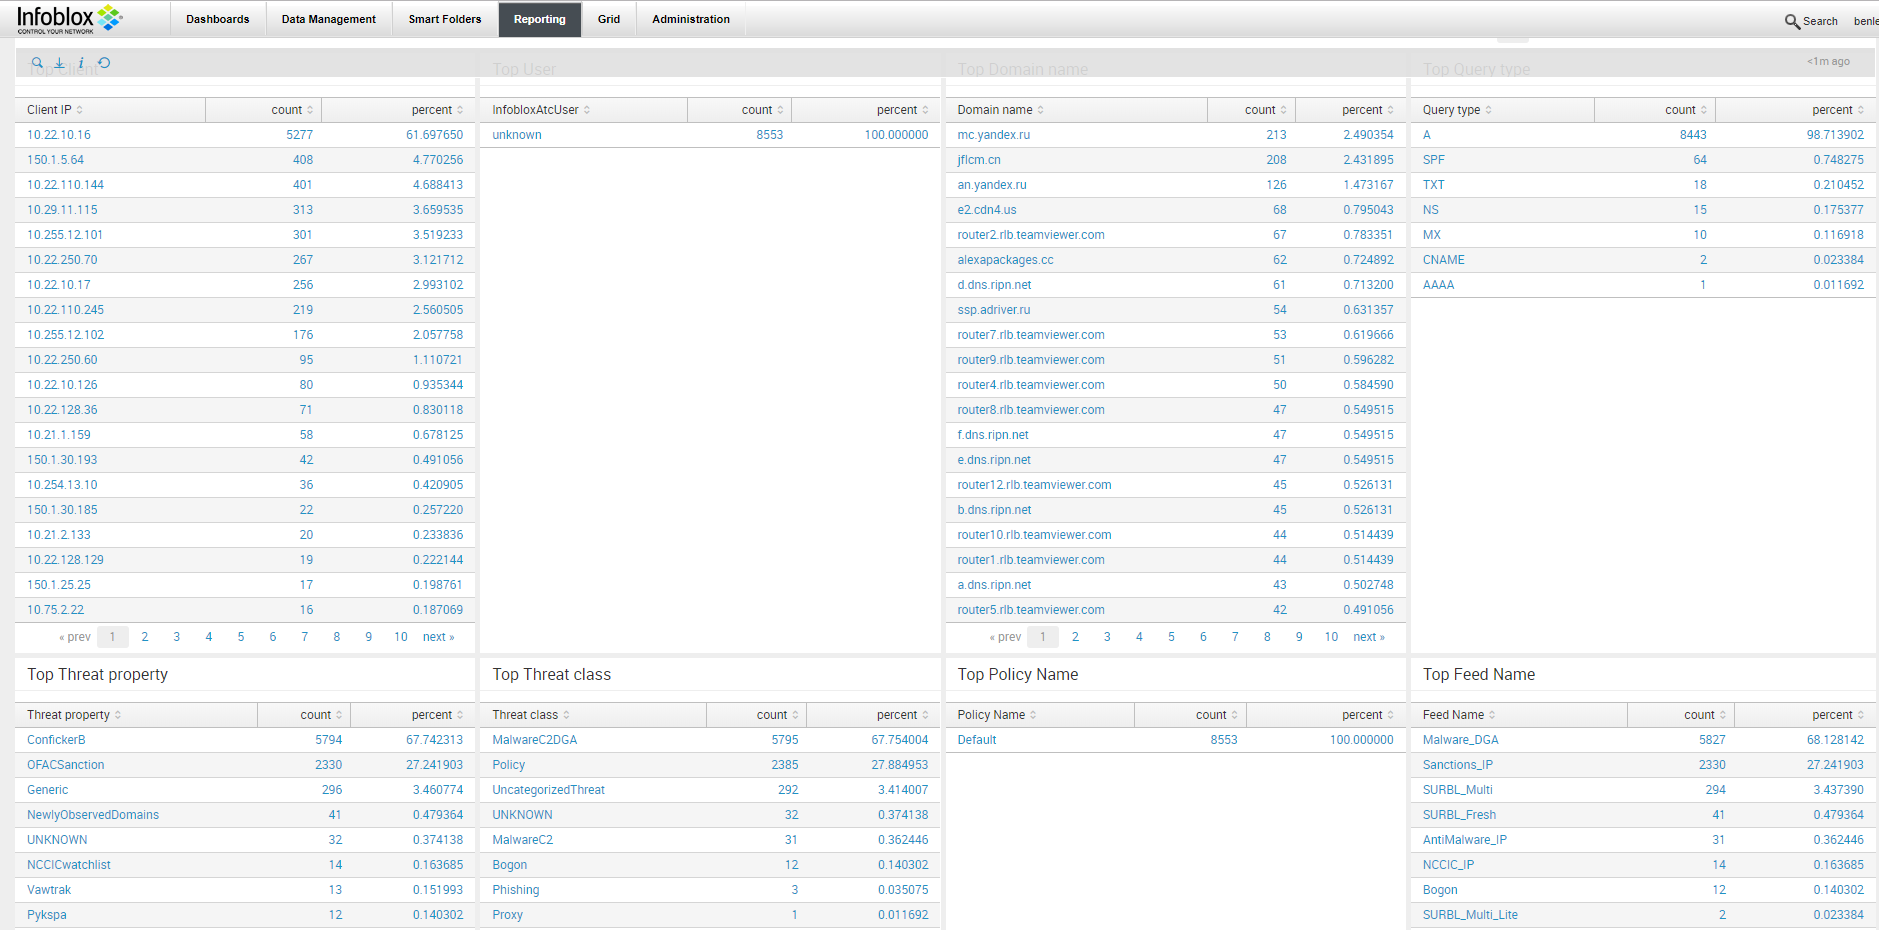 Infoblox
CONTROL YOUR NETWORK
Dashboards Data Management Smart Folders Reporting Grid Administration Search benle
Top Client Top User Top Domain name Top Query type <1m ago
Client IP count percent
10.22.10.16 5277 61.697650
150.1.5.64 408 4.770256
10.22.110.144 401 4.688413
10.29.11.115 313 3.659535
10.255.12.101 301 3.519233
10.22.250.70 267 3.121712
10.22.10.17 256 2.993102
10.22.110.245 219 2.560505
10.255.12.102 176 2.057758
10.22.250.60 95 1.110721
10.22.10.126 80 0.935344
10.22.128.36 71 0.830118
10.21.1.159 58 0.678125
150.1.30.193 42 0.491056
10.254.13.10 36 0.420905
150.1.30.185 22 0.257220
10.21.2.133 20 0.233836
10.22.128.129 19 0.222144
150.1.25.25 17 0.198761
10.75.2.22 16 0.187069
« prev 1 2 3 4 5 6 7 8 9 10 next »
InfobloxAtcUser count percent
unknown 8553 100.000000
Domain name count percent
mc.yandex.ru 213 2.490354
jflcm.cn 208 2.431895
an.yandex.ru 126 1.473167
e2.cdn4.us 68 0.795043
router2.rlb.teamviewer.com 67 0.783351
alexapackages.cc 62 0.724892
d.dns.ripn.net 61 0.713200
ssp.adriver.ru 54 0.631357
router7.rlb.teamviewer.com 53 0.619666
router9.rlb.teamviewer.com 51 0.596282
router4.rlb.teamviewer.com 50 0.584590
router8.rlb.teamviewer.com 47 0.549515
f.dns.ripn.net 47 0.549515
e.dns.ripn.net 47 0.549515
router12.rlb.teamviewer.com 45 0.526131
b.dns.ripn.net 45 0.526131
router10.rlb.teamviewer.com 44 0.514439
router1.rlb.teamviewer.com 44 0.514439
a.dns.ripn.net 43 0.502748
router5.rlb.teamviewer.com 42 0.491056
« prev 1 2 3 4 5 6 7 8 9 10 next »
Query type count percent
A 8443 98.713902
SPF 64 0.748275
TXT 18 0.210452
NS 15 0.175377
MX 10 0.116918
CNAME 2 0.023384
AAAA 1 0.011692
Top Threat property
Threat property count percent
ConfickerB 5794 67.742313
OFACSanction 2330 27.241903
Generic 296 3.460774
NewlyObservedDomains 41 0.479364
UNKNOWN 32 0.374138
NCCICwatchlist 14 0.163685
Vawtrak 13 0.151993
Pykspa 12 0.140302
Top Threat class
Threat class count percent
MalwareC2DGA 5795 67.754004
Policy 2385 27.884953
UncategorizedThreat 292 3.414007
UNKNOWN 32 0.374138
MalwareC2 31 0.362446
Bogon 12 0.140302
Phishing 3 0.035075
Proxy 1 0.011692
Top Policy Name
Policy Name count percent
Default 8553 100.000000
Top Feed Name
Feed Name count percent
Malware_DGA 5827 68.128142
Sanctions_IP 2330 27.241903
SURBL_Multi 294 3.437390
SURBL_Fresh 41 0.479364
AntiMalware_IP 31 0.362446
NCCIC_IP 14 0.163685
Bogon 12 0.140302
SURBL_Multi_Lite 2 0.023384